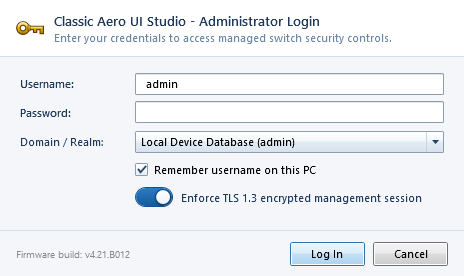 Classic Aero UI Studio - Administrator Login
Enter your credentials to access managed switch security controls.
Username:
admin
Password:
Domain / Realm:
Local Device Database (admin)
Remember username on this PC
Enforce TLS 1.3 encrypted management session
Firmware build: v4.21.B012
Log In
Cancel